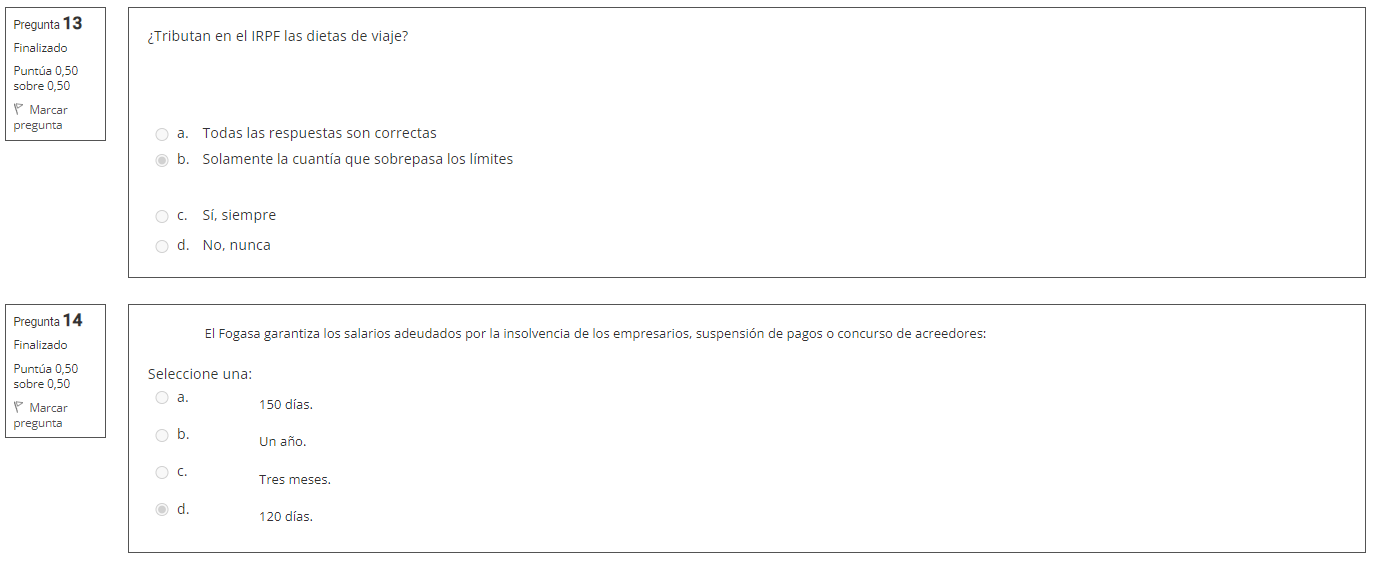 Pregunta 13
Finalizado
Puntúa 0,50
sobre 0,50
Marcar
pregunta
¿Tributan en el IRPF las dietas de viaje?
a. Todas las respuestas son correctas
b. Solamente la cuantía que sobrepasa los límites
c. Sí, siempre
d. No, nunca
Pregunta 14
Finalizado
Puntúa 0,50
sobre 0,50
Marcar
pregunta
El Fogasa garantiza los salarios adeudados por la insolvencia de los empresarios, suspensión de pagos o concurso de acreedores:
Seleccione una:
a. 150 días.
b. Un año.
c. Tres meses.
d. 120 días.